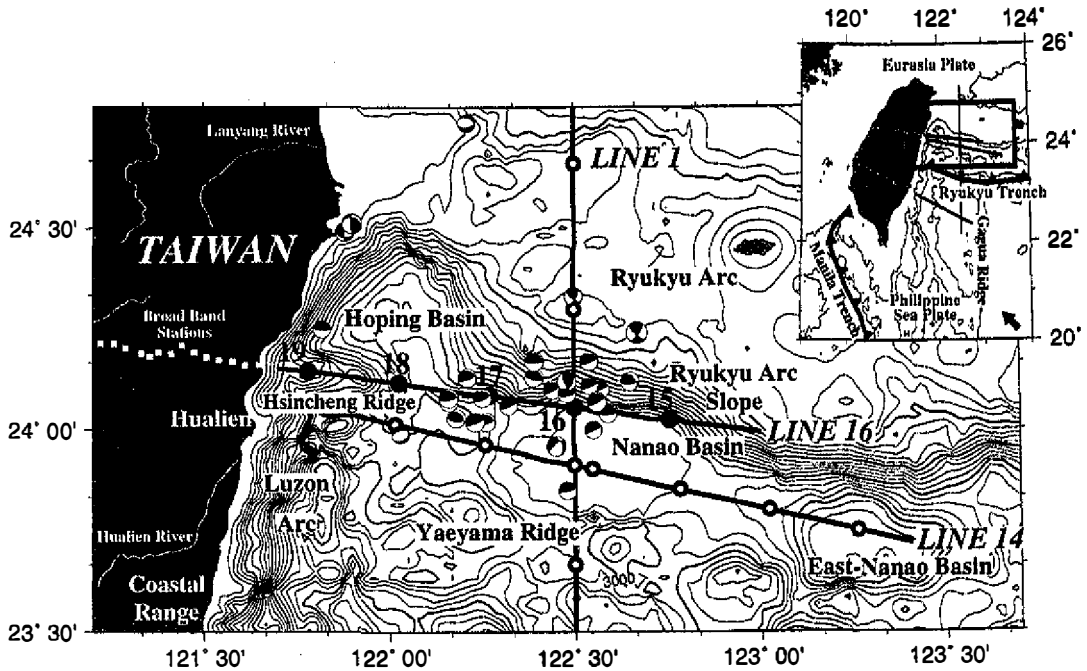 120° 122° 124°
26°
Eurasia Plate
24°
Ryukyu Trench
22°
Gagua Ridge
Manila Trench
Philippine
Sea Plate
20°
Lanyang River
LINE 1
24° 30'
TAIWAN
Ryukyu Arc
Broad Band
Stations
Hoping Basin
19
18
17
Ryukyu Arc
Slope
15
Hualien
Hsincheng Ridge
16
24° 00'
Nanao Basin
LINE 16
Luzon
Arc
Yaeyama Ridge
LINE 14
Hualien River
East-Nanao Basin
3000
Coastal
Range
23° 30'
121° 30' 122° 00' 122° 30' 123° 00' 123° 30'